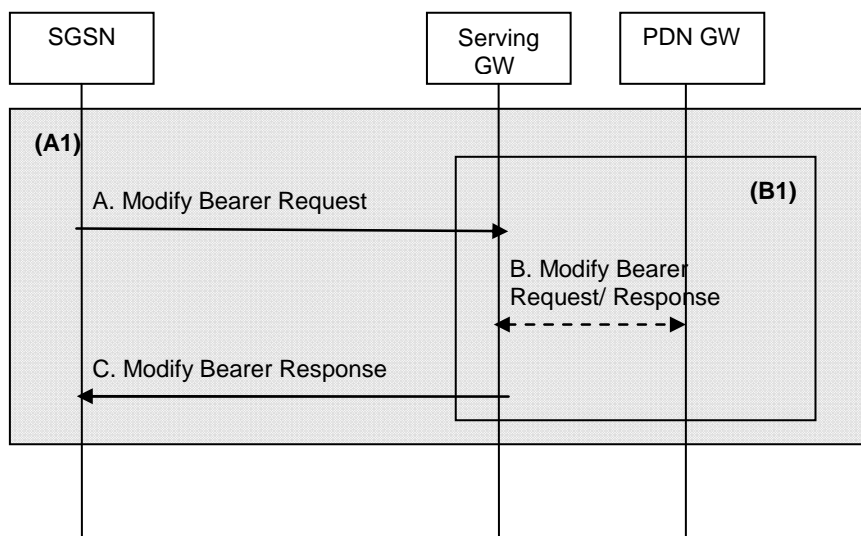 SGSN
Serving
GW
PDN GW
(A1)
(B1)
A. Modify Bearer Request
B. Modify Bearer
Request/ Response
C. Modify Bearer Response